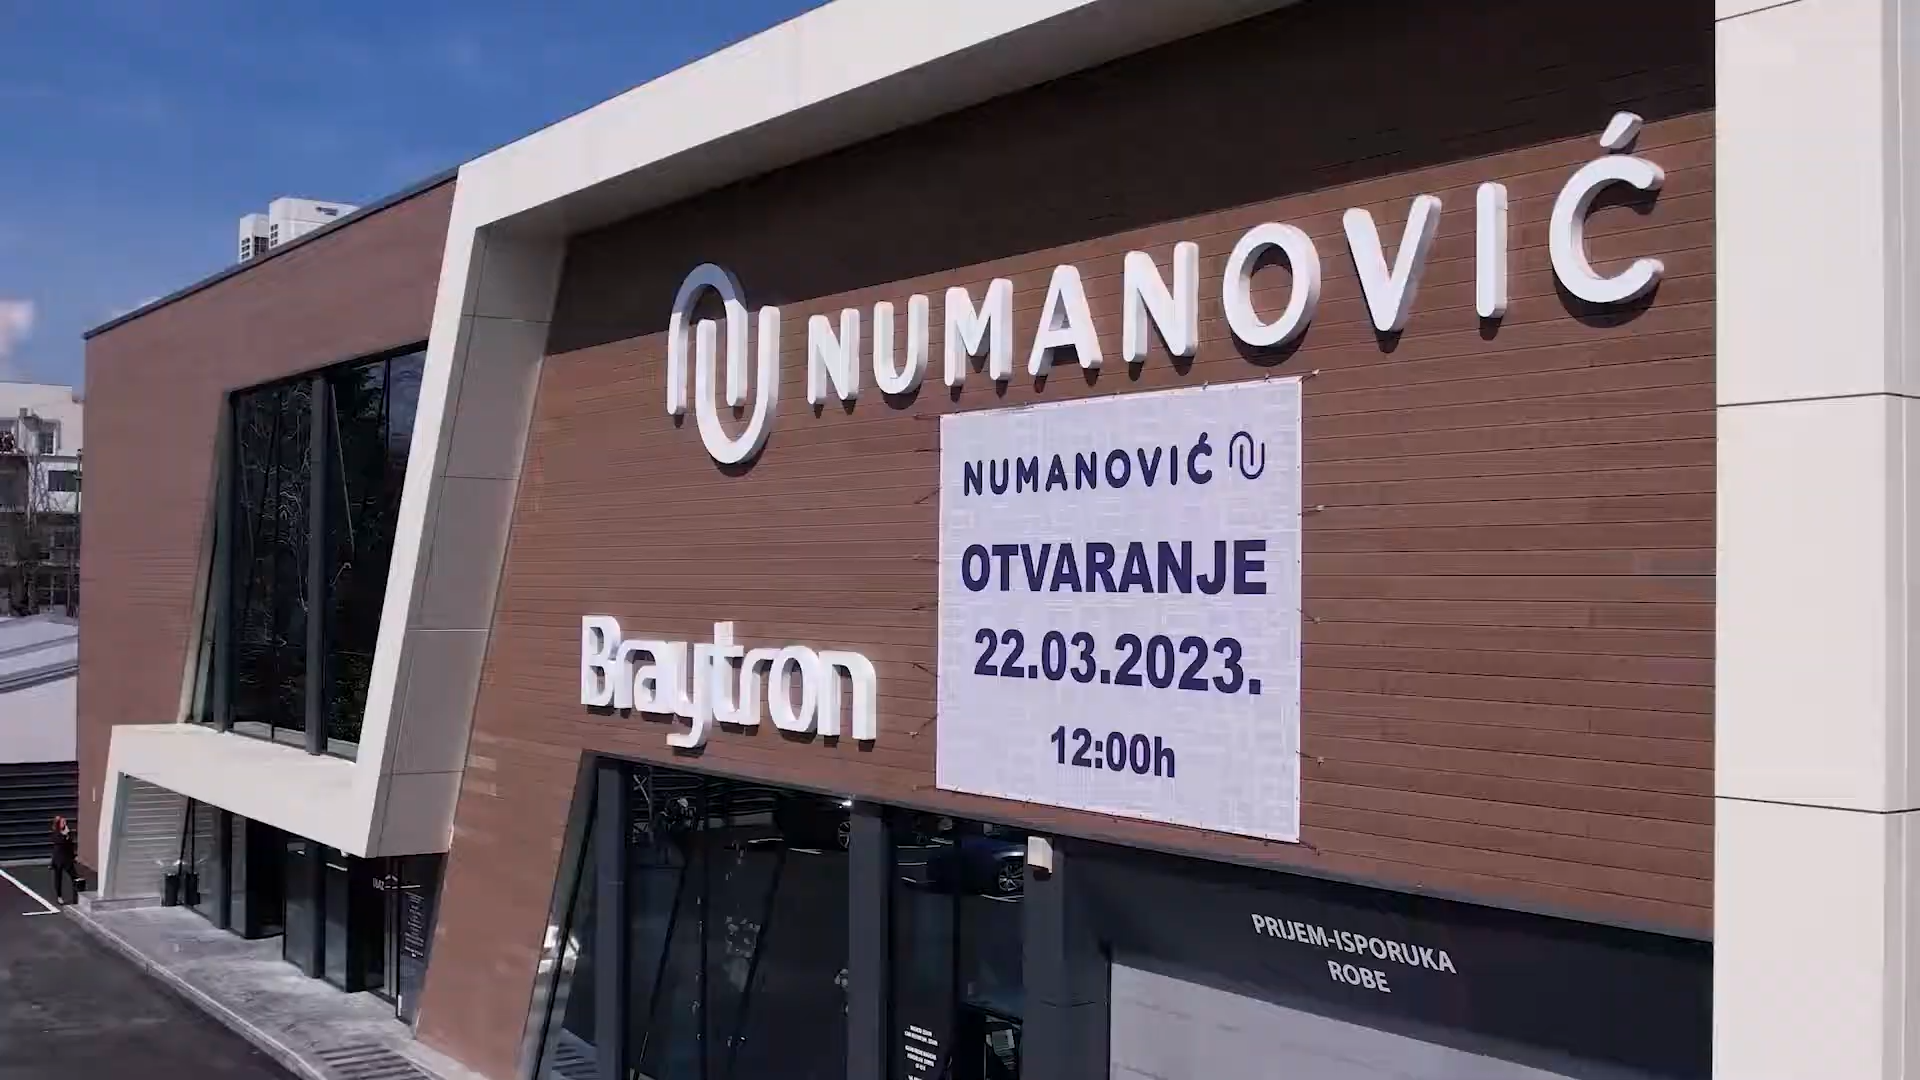 NUMANOVIĆ
NUMANOVIĆ
OTVARANJE
22.03.2023.
12:00h
Braytron
PRIJEM-ISPORUKA
ROBE